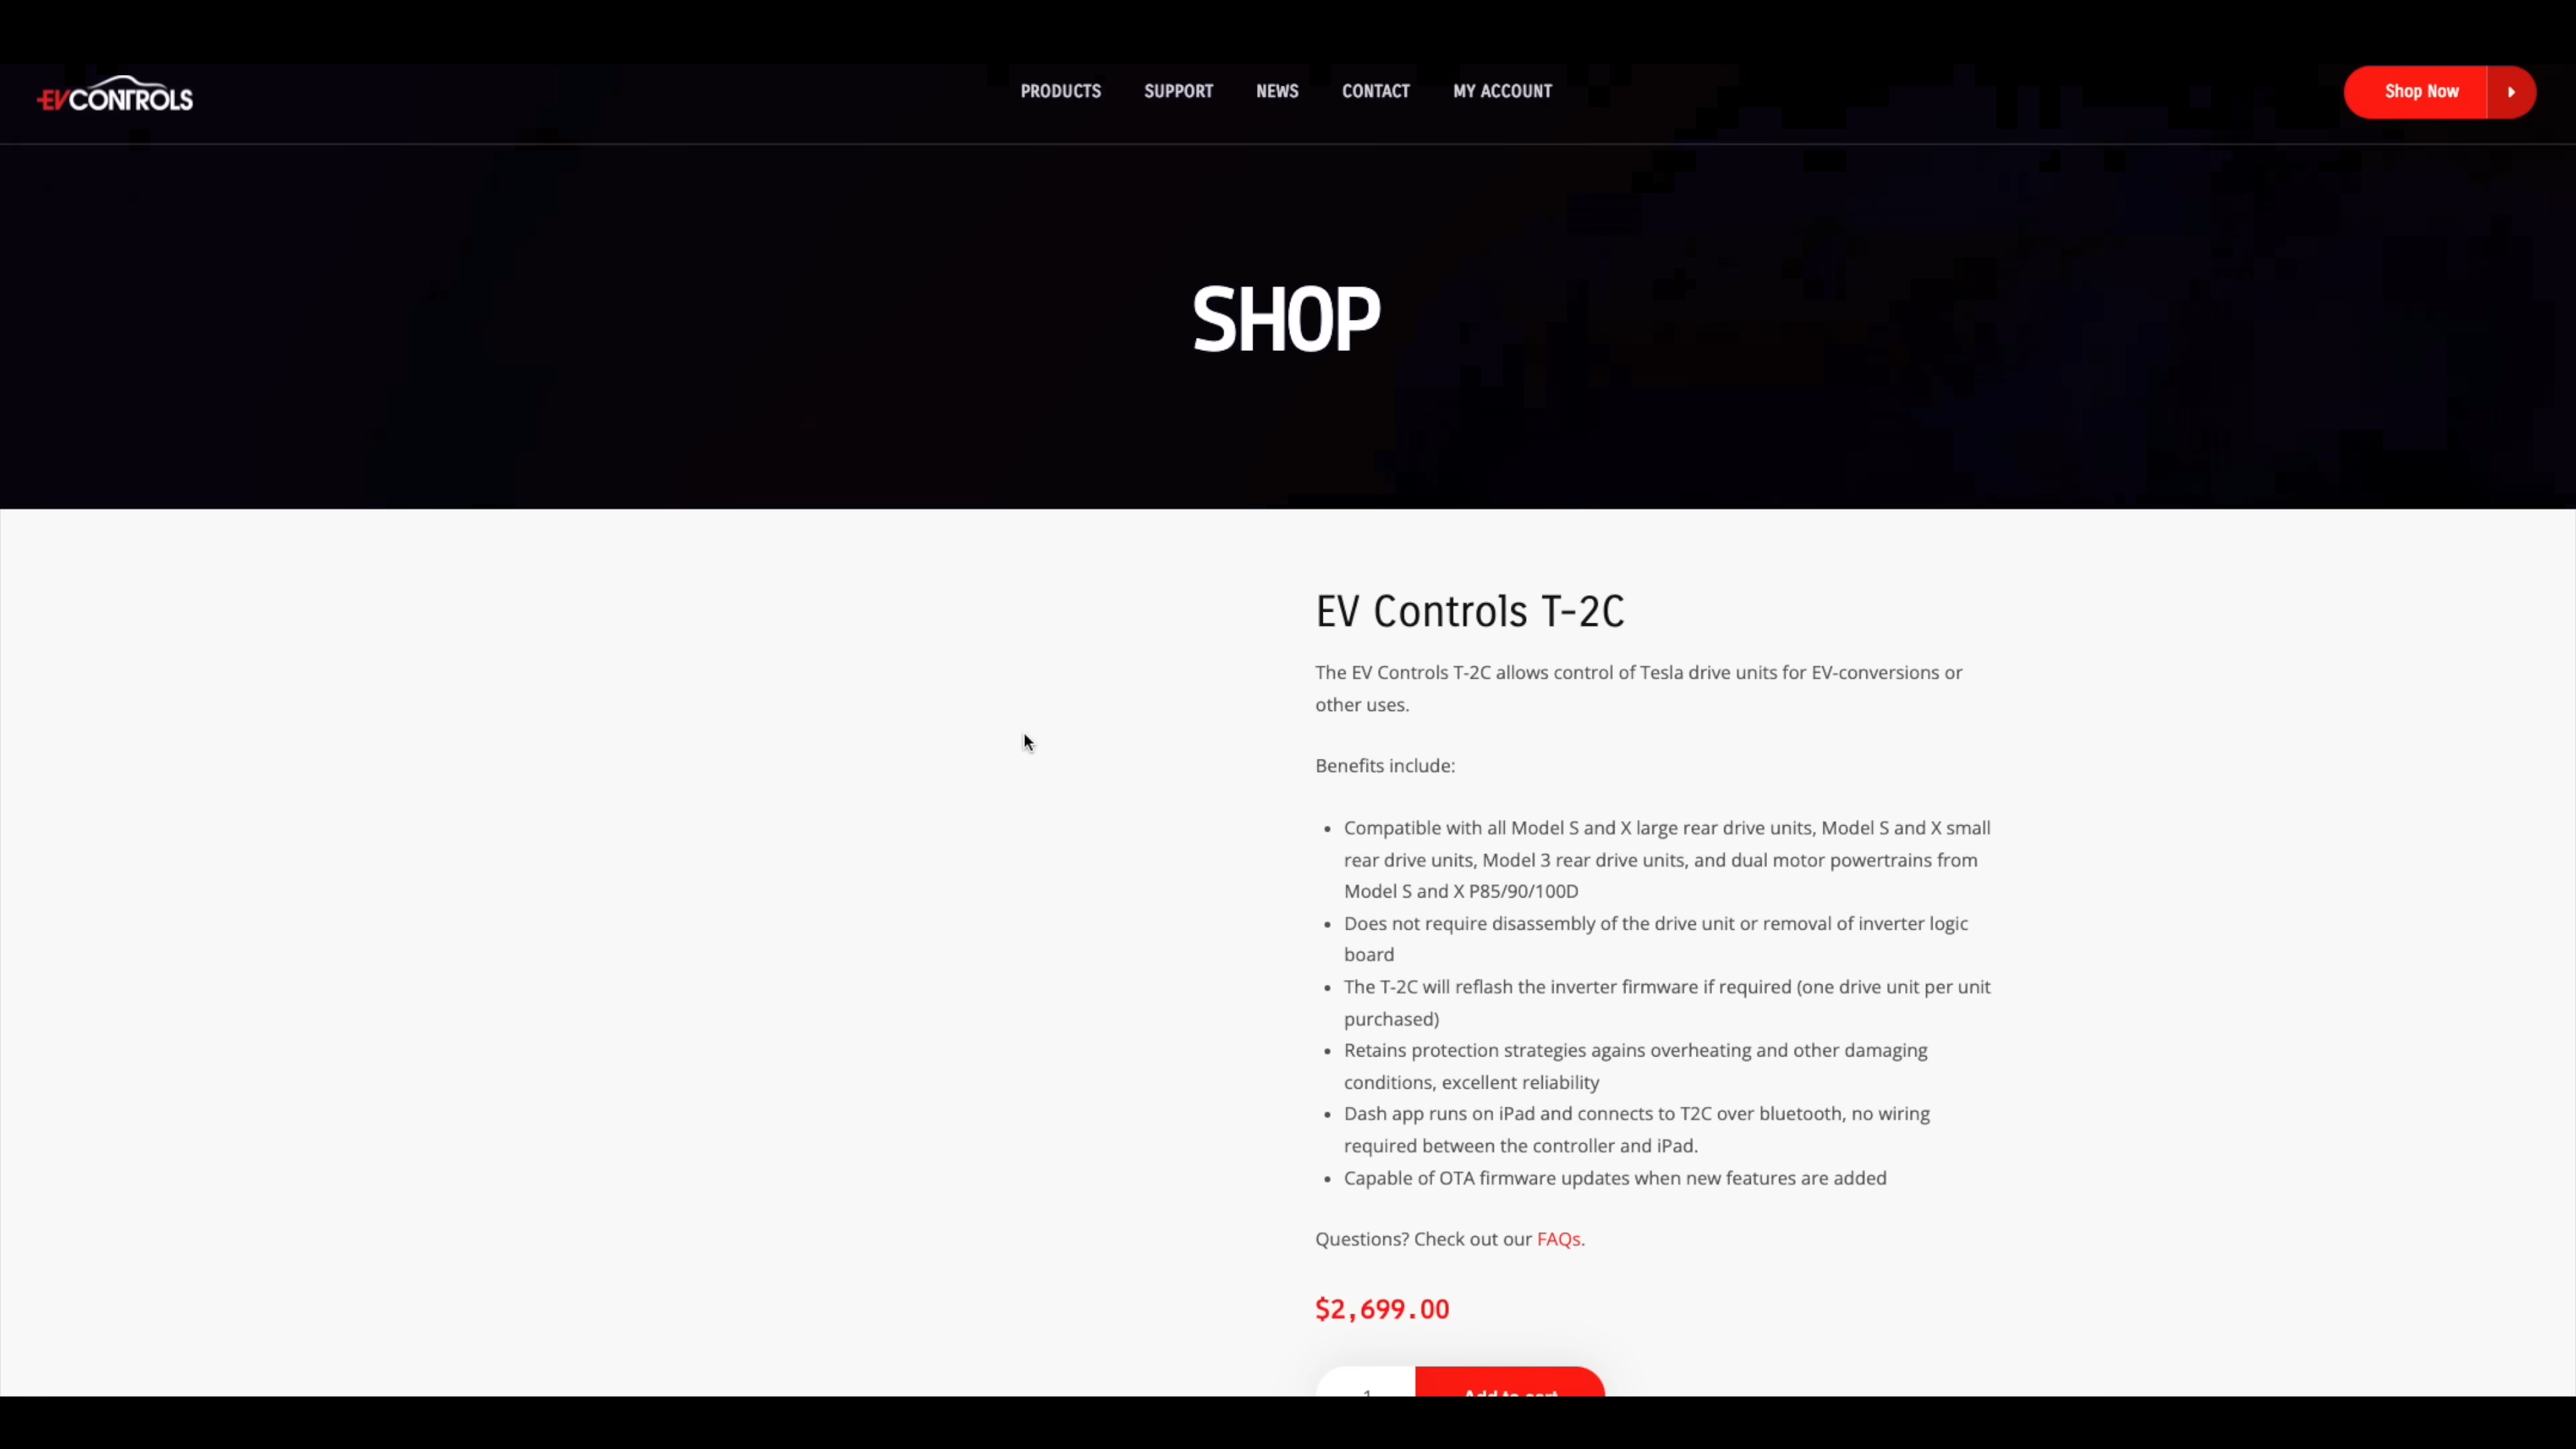 EVCONTROLS
PRODUCTS SUPPORT NEWS CONTACT MY ACCOUNT
Shop Now
SHOP
EV Controls T-2C
The EV Controls T-2C allows control of Tesla drive units for EV-conversions or
other uses.
Benefits include:
• Compatible with all Model S and X large rear drive units, Model S and X small
rear drive units, Model 3 rear drive units, and dual motor powertrains from
Model S and X P85/90/100D
• Does not require disassembly of the drive unit or removal of inverter logic
board
• The T-2C will reflash the inverter firmware if required (one drive unit per unit
purchased)
• Retains protection strategies agains overheating and other damaging
conditions, excellent reliability
• Dash app runs on iPad and connects to T2C over bluetooth, no wiring
required between the controller and iPad.
• Capable of OTA firmware updates when new features are added
Questions? Check out our FAQs.
$2,699.00
1 Add to cart